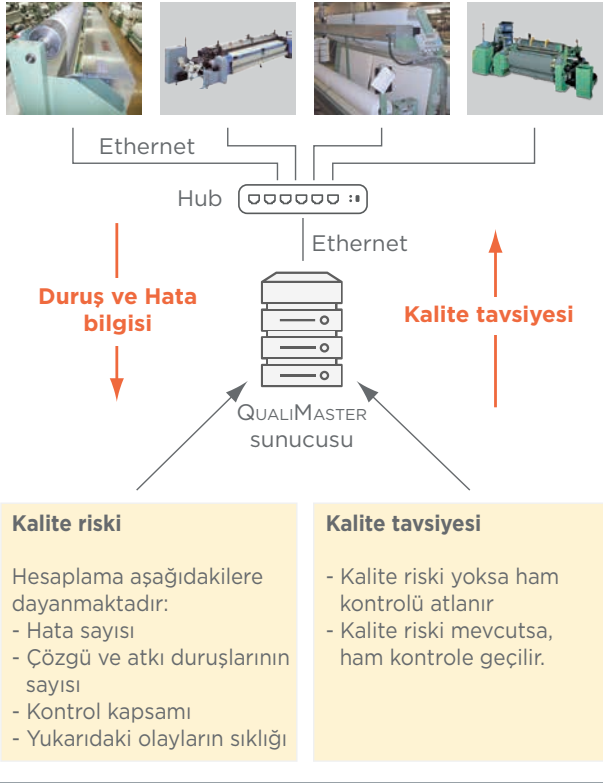 Ethernet
Hub
Ethernet
Duruş ve Hata
bilgisi
Kalite tavsiyesi
QUALIMASTER
sunucusu
Kalite riski
Hesaplama aşağıdakilere
dayanmaktadır:
- Hata sayısı
- Çözgü ve atkı duruşlarının
sayısı
- Kontrol kapsamı
- Yukarıdaki olayların sıklığı
Kalite tavsiyesi
- Kalite riski yoksa ham
kontrolü atlanır
- Kalite riski mevcutsa,
ham kontrole geçilir.